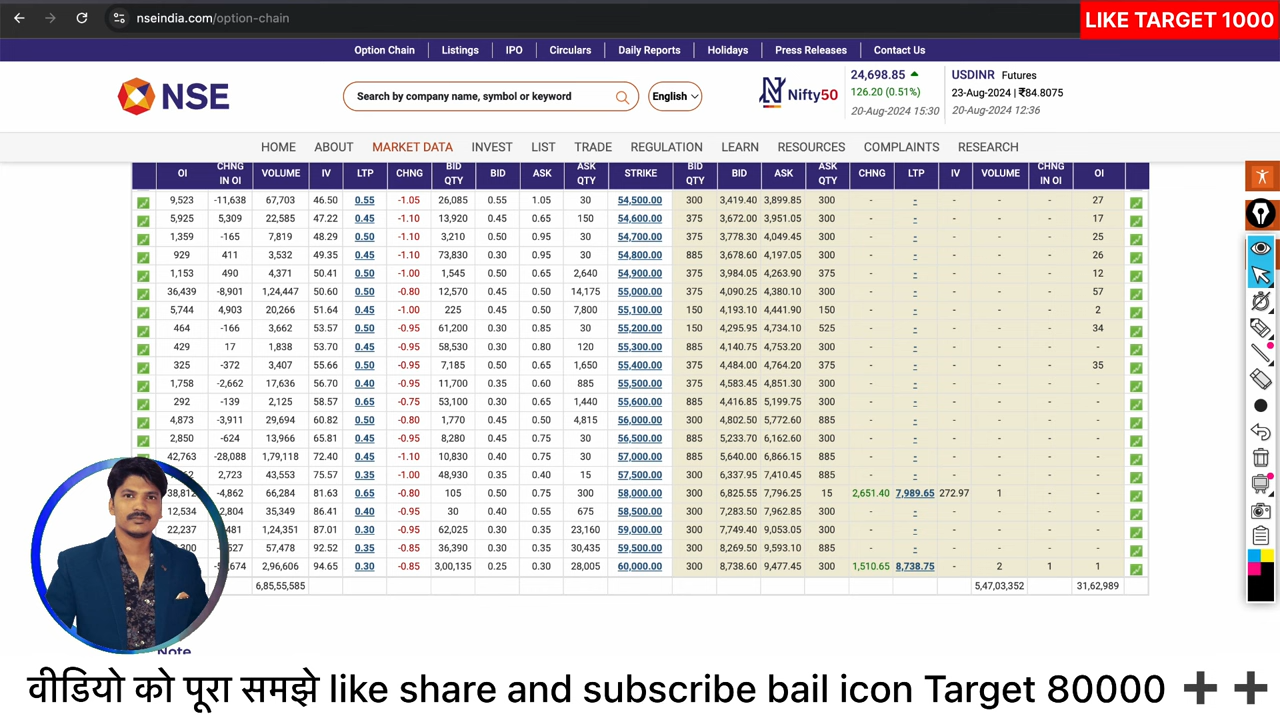 nseindia.com/option-chain
LIKE TARGET 1000
Option Chain Listings IPO Circulars Daily Reports Holidays Press Releases Contact Us
NSE
Search by company name, symbol or keyword
English
Nifty50
24,698.85
126.20 (0.51%)
20-Aug-2024 15:30
USDINR Futures
23-Aug-2024 | ₹84.8075
20-Aug-2024 12:36
HOME ABOUT MARKET DATA INVEST LIST TRADE REGULATION LEARN RESOURCES COMPLAINTS RESEARCH
OI CHNG IN OI VOLUME IV LTP CHNG BID QTY BID ASK ASK QTY STRIKE BID QTY BID ASK ASK QTY CHNG LTP IV VOLUME CHNG IN OI OI
9,523 -11,638 67,703 46.50 0.55 -1.05 26,085 0.55 1.05 30 54,500.00 300 3,419.40 3,899.85 300 - - - - - 27
5,925 5,309 22,585 47.22 0.45 -1.10 13,920 0.45 0.65 150 54,600.00 375 3,672.00 3,951.05 300 - - - - - 17
1,359 -165 7,819 48.29 0.50 -1.10 3,210 0.50 0.95 30 54,700.00 375 3,778.30 4,049.45 300 - - - - - 25
929 411 3,532 49.35 0.45 -1.10 73,830 0.30 0.95 30 54,800.00 885 3,678.60 4,197.05 300 - - - - - 26
1,153 490 4,371 50.41 0.50 -1.00 1,545 0.50 0.65 2,640 54,900.00 375 3,984.05 4,263.90 375 - - - - - 12
36,439 -8,901 1,24,447 50.60 0.50 -0.80 12,570 0.45 0.50 14,175 55,000.00 375 4,090.25 4,380.10 300 - - - - - 57
5,744 4,903 20,266 51.64 0.45 -1.00 225 0.45 0.50 7,800 55,100.00 150 4,193.10 4,441.90 150 - - - - - 2
464 -166 3,662 53.57 0.50 -0.95 61,200 0.30 0.85 30 55,200.00 150 4,295.95 4,734.10 525 - - - - - 34
429 17 1,838 53.70 0.45 -0.95 58,530 0.30 0.80 120 55,300.00 885 4,140.75 4,753.20 300 - - - - - -
325 -372 3,407 55.66 0.50 -0.95 7,185 0.50 0.65 1,650 55,400.00 375 4,484.00 4,764.20 375 - - - - - 35
1,758 -2,662 17,636 56.70 0.40 -0.95 11,700 0.35 0.60 885 55,500.00 375 4,583.45 4,851.30 300 - - - - - -
292 -139 2,125 58.57 0.65 -0.75 53,100 0.30 0.65 1,440 55,600.00 885 4,416.85 5,199.75 300 - - - - - -
4,873 -3,911 29,694 60.82 0.50 -0.80 1,770 0.45 0.50 4,815 56,000.00 300 4,802.50 5,772.60 885 - - - - - -
2,850 -624 13,966 65.81 0.45 -0.95 8,280 0.45 0.75 30 56,500.00 300 5,233.70 6,162.60 300 - - - - - -
42,763 -28,088 1,79,118 72.40 0.45 -1.10 10,830 0.40 0.75 30 57,000.00 885 5,640.00 6,866.15 885 - - - - - -
2,723 43,553 75.57 0.35 -1.00 48,930 0.35 0.40 15 57,500.00 300 6,337.95 7,410.45 885 - - - - - -
38,812 -4,862 66,284 81.63 0.65 -0.80 105 0.50 0.75 300 58,000.00 300 6,825.55 7,796.25 15 2,651.40 7,989.65 272.97 1 - -
12,534 2,804 35,349 86.41 0.40 -0.95 30 0.40 0.55 675 58,500.00 300 7,283.50 7,962.85 300 - - - - - -
22,237 1,24,351 87.01 0.30 -0.95 62,025 0.30 0.35 23,160 59,000.00 300 7,749.40 9,053.05 300 - - - - - -
57,478 92.52 0.35 -0.85 36,390 0.30 0.35 30,435 59,500.00 300 8,269.50 9,593.10 885 - - - - - -
2,96,606 94.65 0.30 -0.85 3,00,135 0.25 0.30 28,005 60,000.00 300 8,738.60 9,477.45 300 1,510.65 8,738.75 - 2 1 1
6,85,55,585 5,47,03,352 31,62,989
Note
वीडियो को पूरा समझे like share and subscribe bail icon Target 80000 ➕ ➕